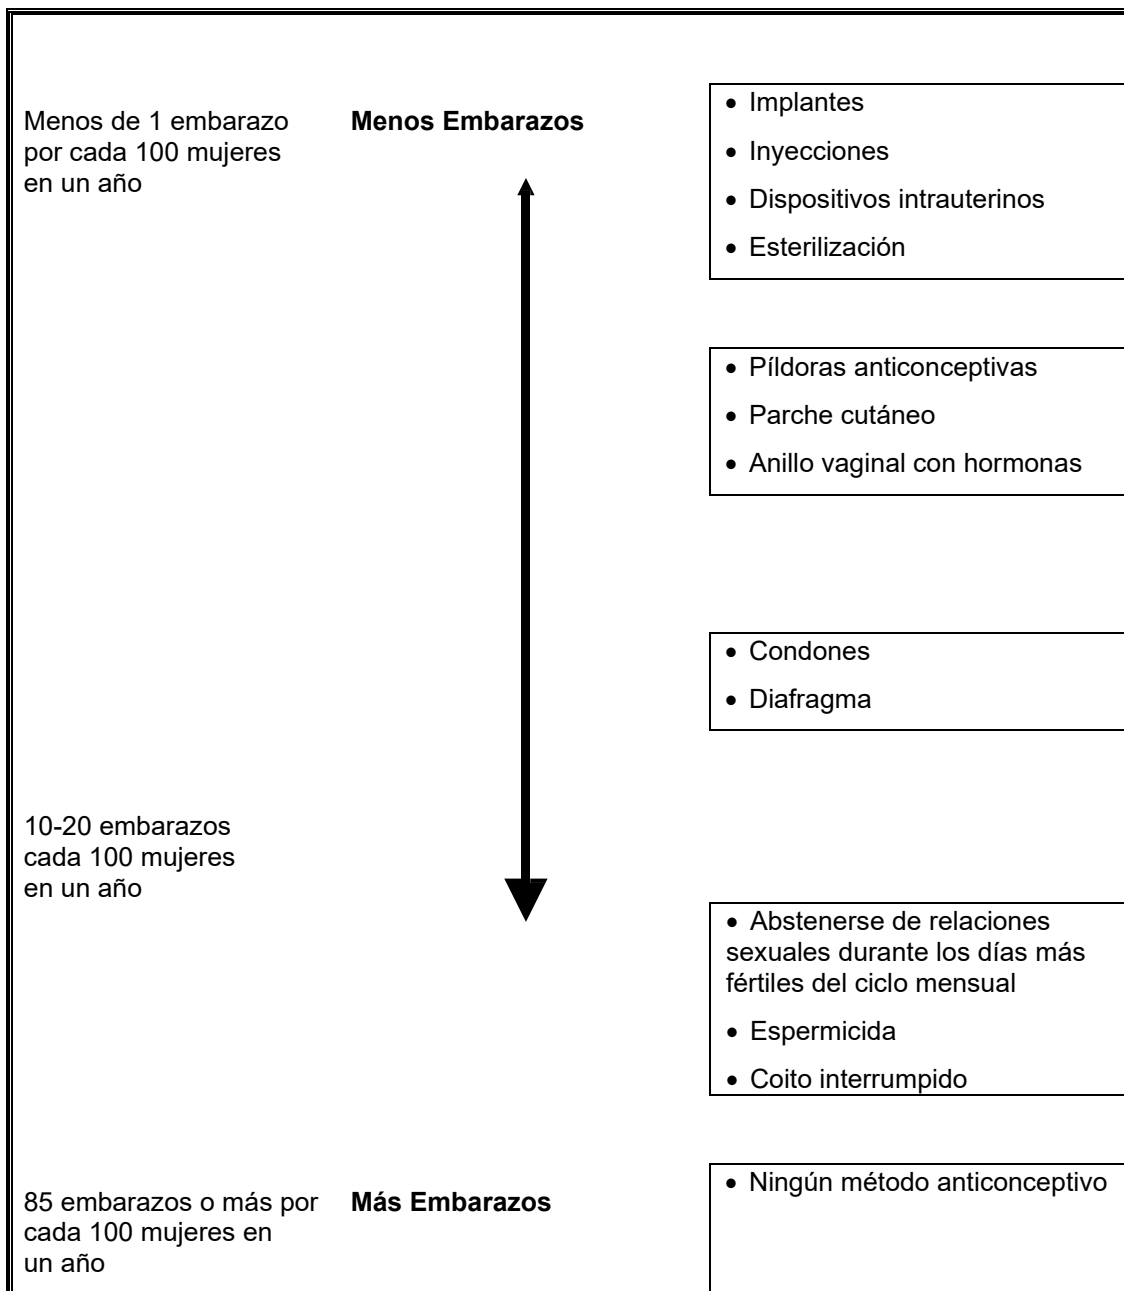 Menos de 1 embarazo
por cada 100 mujeres
en un año
Menos Embarazos
• Implantes
• Inyecciones
• Dispositivos intrauterinos
• Esterilización
• Píldoras anticonceptivas
• Parche cutáneo
• Anillo vaginal con hormonas
• Condones
• Diafragma
10-20 embarazos
cada 100 mujeres
en un año
• Abstenerse de relaciones
sexuales durante los días más
fértiles del ciclo mensual
• Espermicida
• Coito interrumpido
85 embarazos o más por
cada 100 mujeres en
un año
Más Embarazos
• Ningún método anticonceptivo